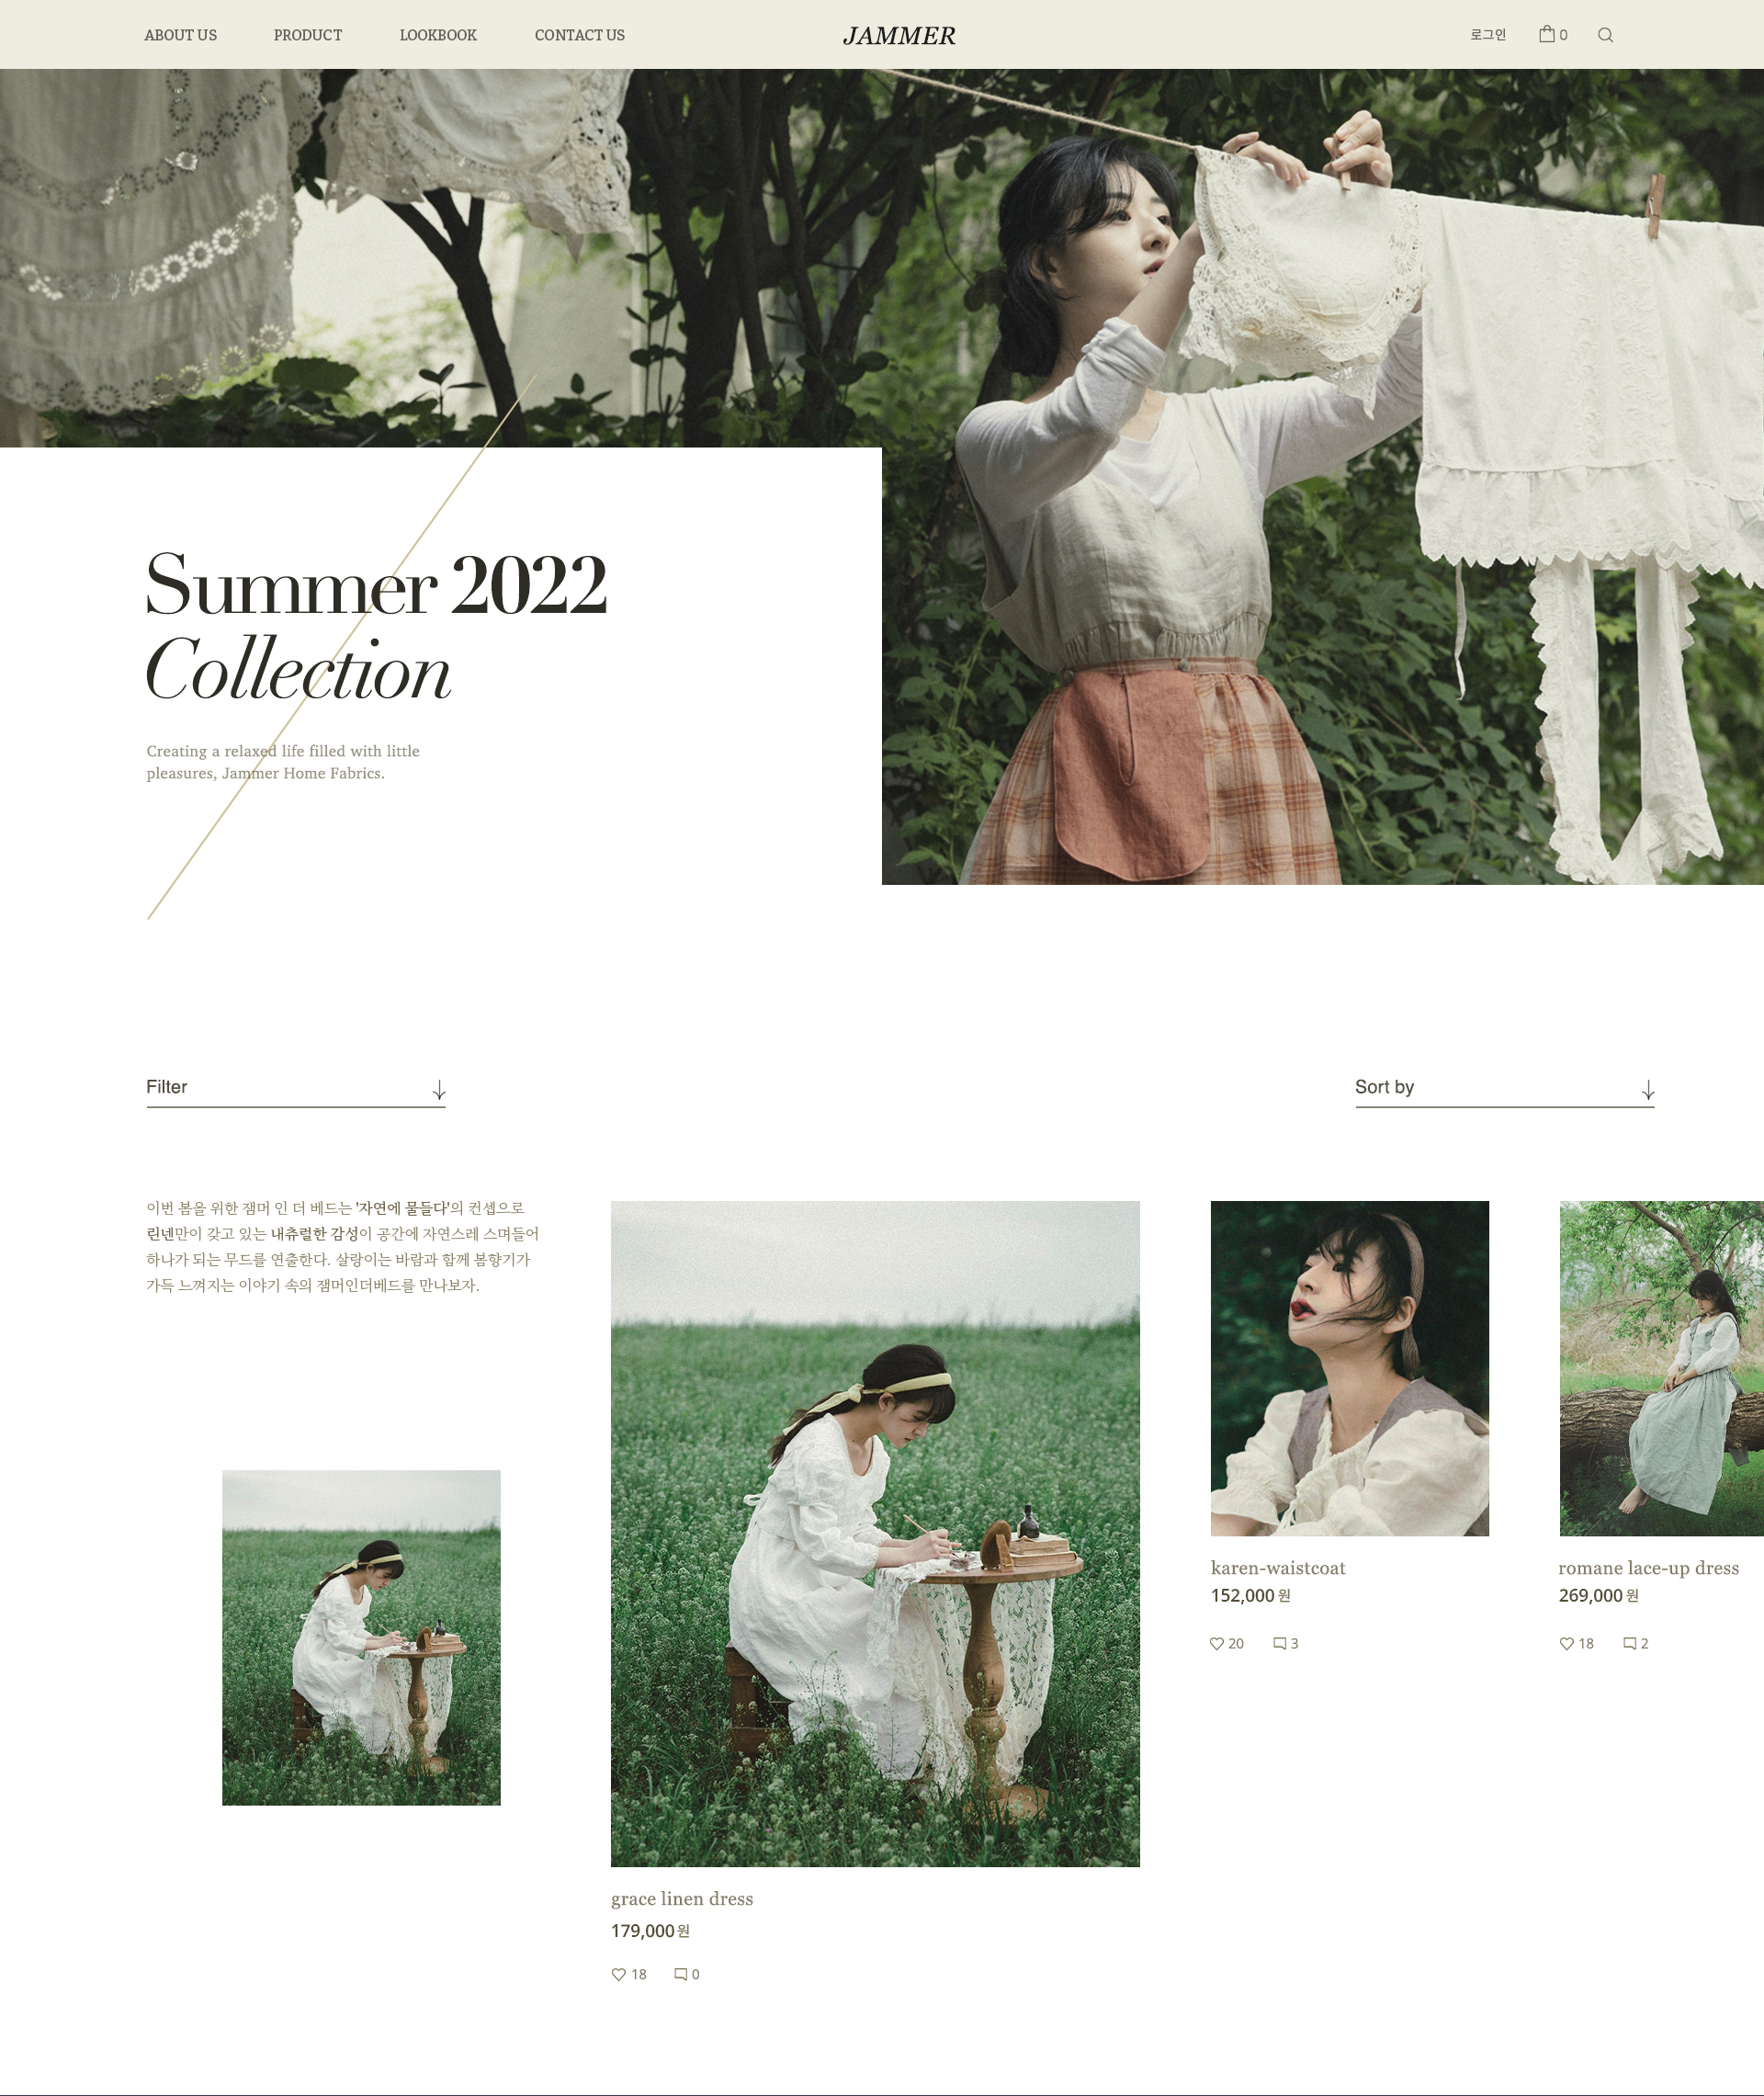 ABOUT US
PRODUCT
LOOKBOOK
CONTACT US
JAMMER
로그인
0
Summer 2022
Collection
Creating a relaxed life filled with little
pleasures, Jammer Home Fabrics.
Filter
Sort by
이번 봄을 위한 잼머 인 더 베드는 '자연에 물들다'의 컨셉으로
린넨만이 갖고 있는 내츄럴한 감성이 공간에 자연스레 스며들어
하나가 되는 무드를 연출한다. 살랑이는 바람과 함께 봄향기가
가득 느껴지는 이야기 속의 잼머인더베드를 만나보자.
grace linen dress
179,000원
18
0
karen-waistcoat
152,000 원
20
3
romane lace-up dress
269,000 원
18
2